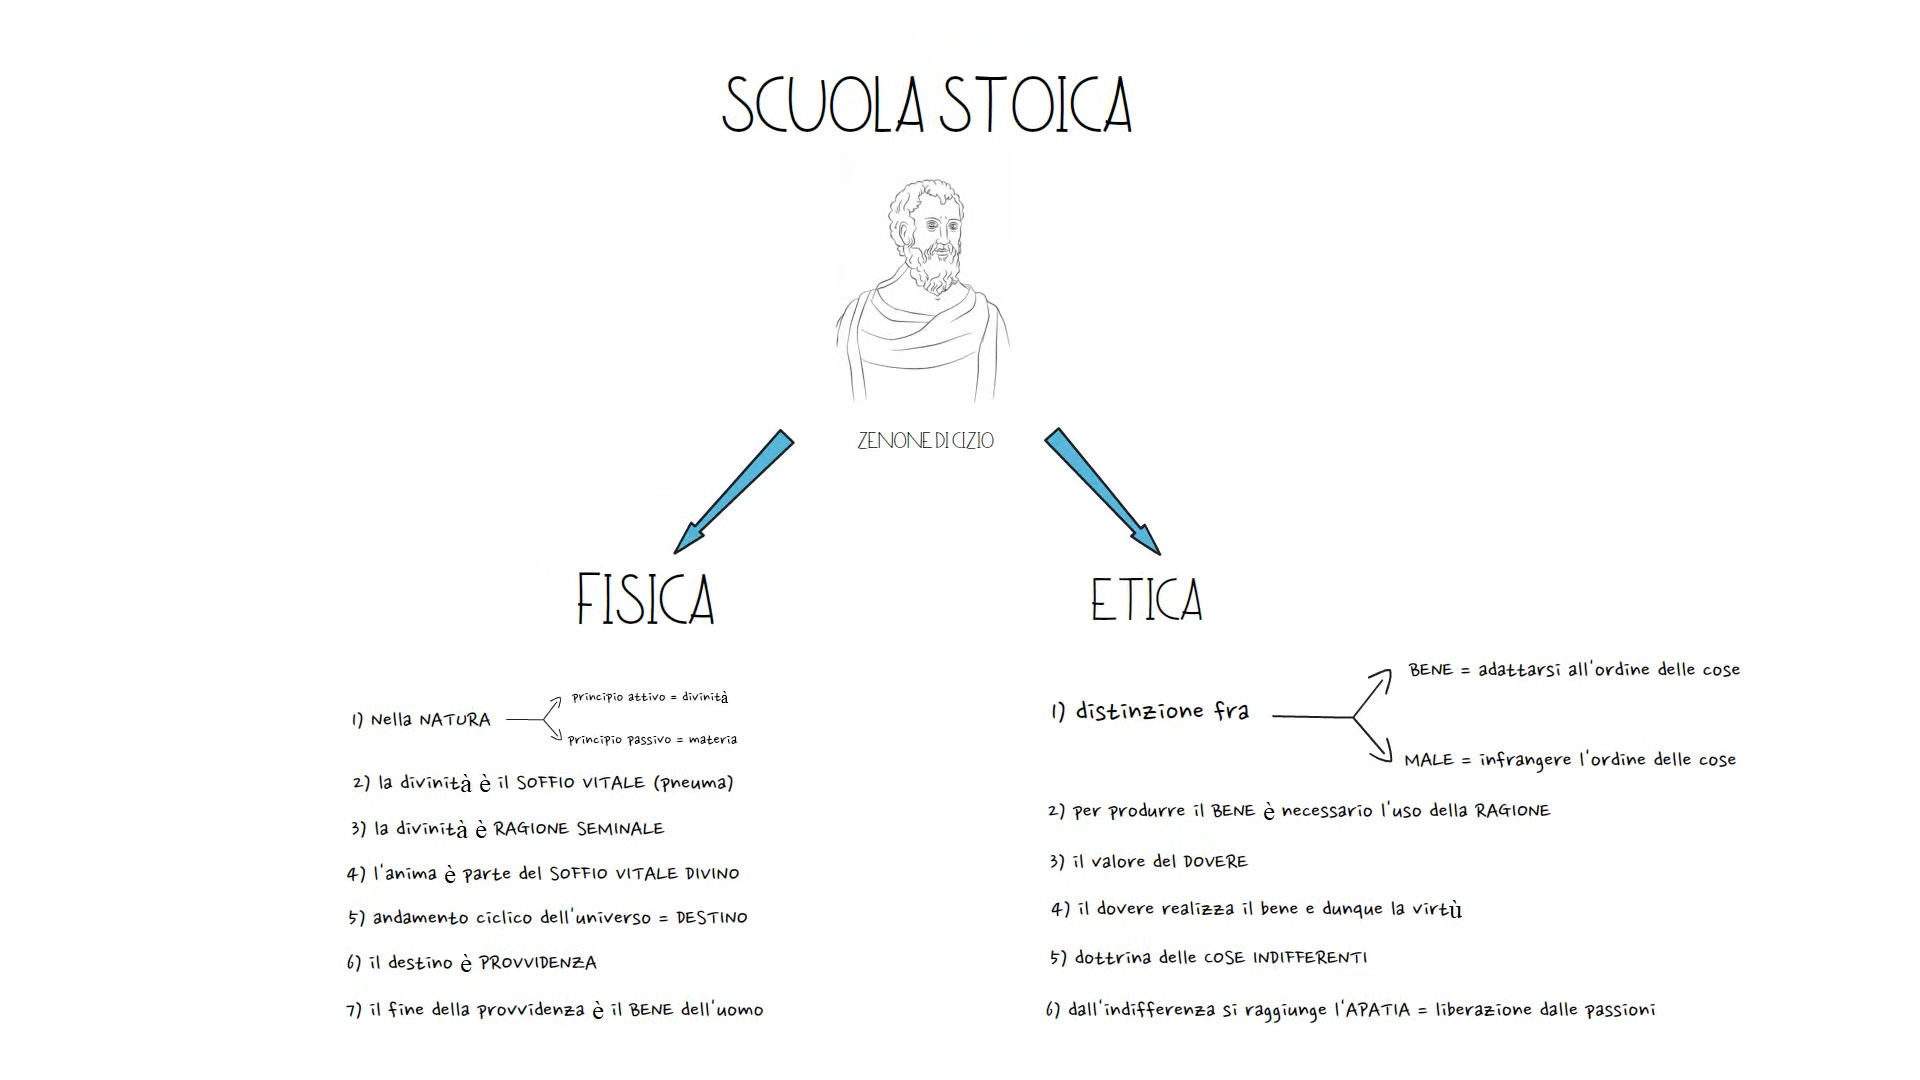 SCUOLA STOICA
ZENONE DI CIZIO
FISICA
1) Nella NATURA
principio attivo = divinità
principio passivo = materia
2) la divinità è il SOFFIO VITALE (pneuma)
3) la divinità è RAGIONE SEMINALE
4) l'anima è parte del SOFFIO VITALE DIVINO
5) andamento ciclico dell'universo = DESTINO
6) il destino è PROVVIDENZA
7) il fine della provvidenza è il BENE dell'uomo
ETICA
1) distinzione fra
BENE = adattarsi all'ordine delle cose
MALE = infrangere l'ordine delle cose
2) per produrre il BENE è necessario l'uso della RAGIONE
3) il valore del DOVERE
4) il dovere realizza il bene e dunque la virtù
5) dottrina delle COSE INDIFFERENTI
6) dall'indifferenza si raggiunge l'APATIA = liberazione dalle passioni